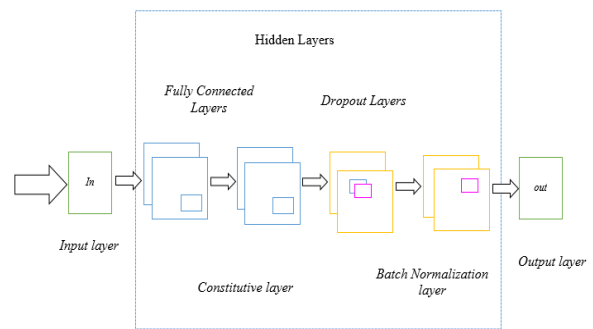 Hidden Layers
Fully Connected
Layers
Dropout Layers
In
out
Input layer
Constitutive layer
Batch Normalization
layer
Output layer